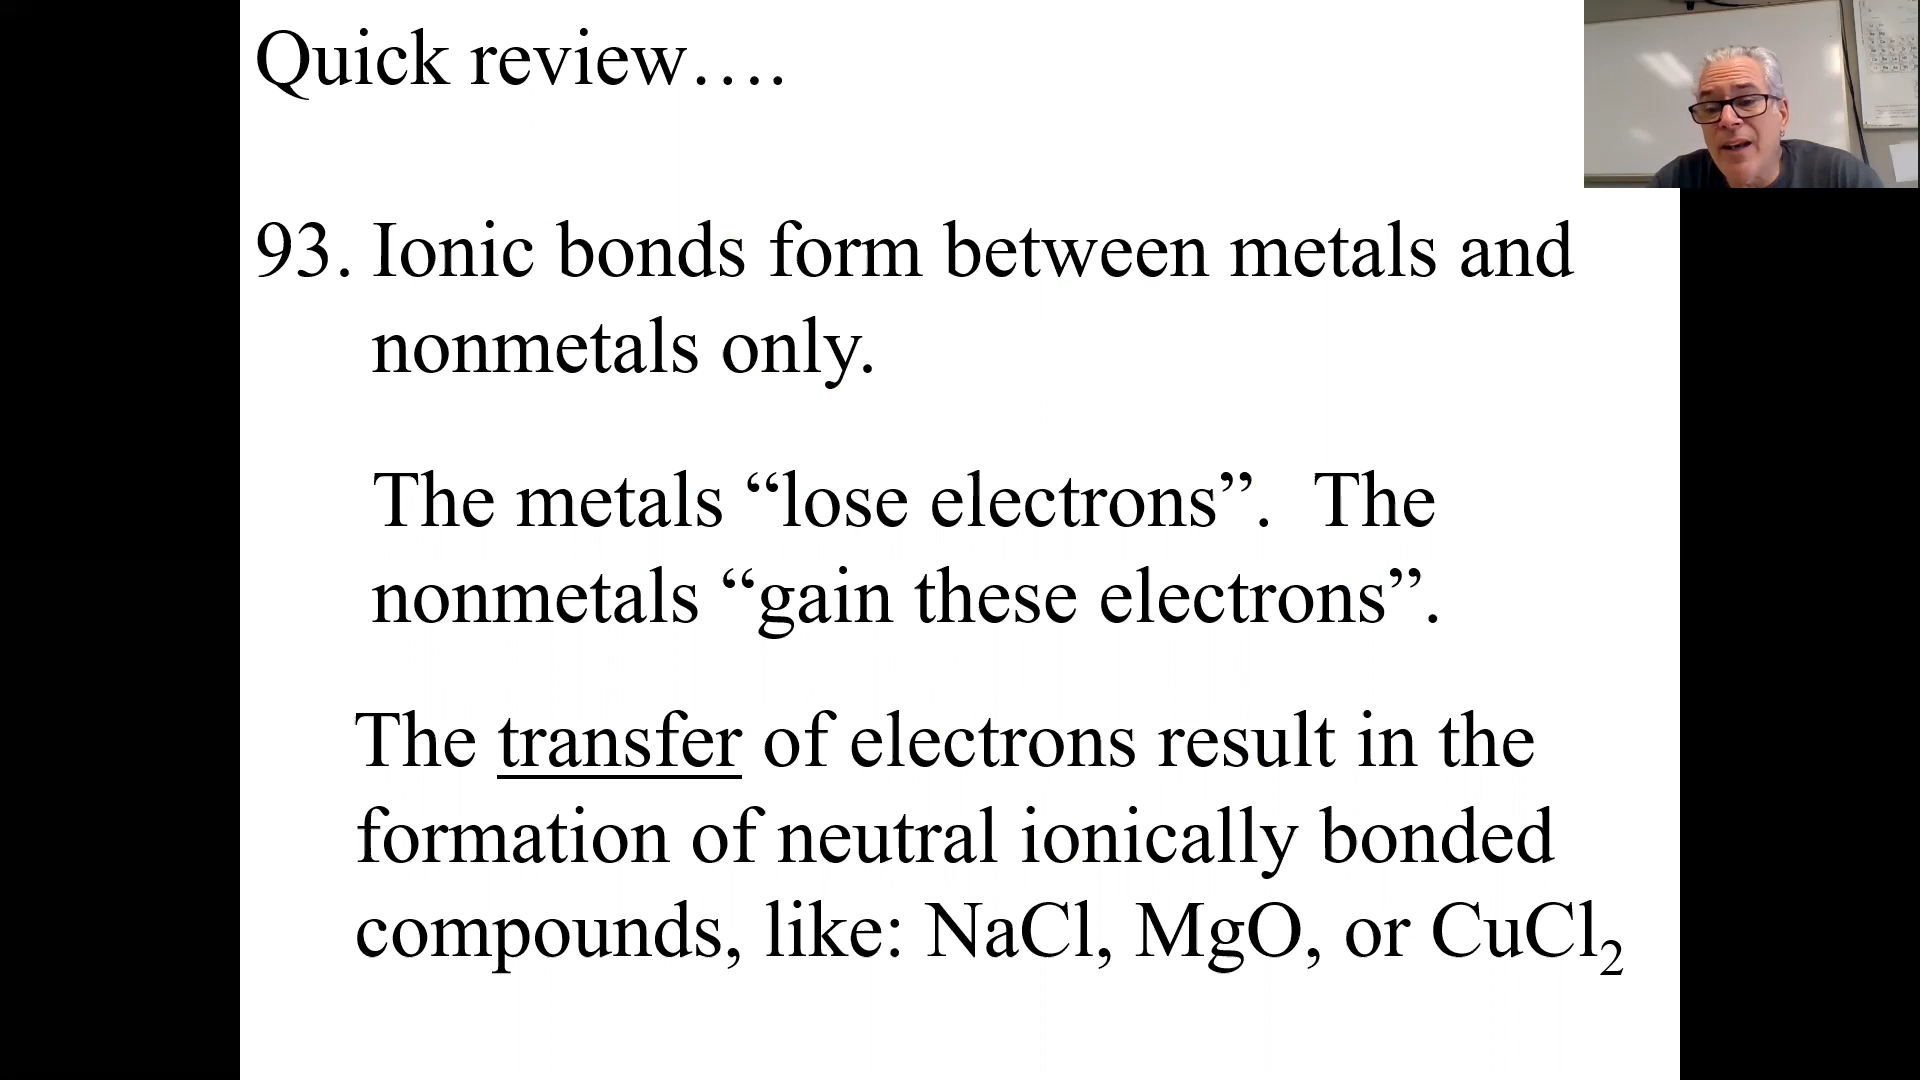 Quick review….
93. Ionic bonds form between metals and
nonmetals only.
The metals “lose electrons”.  The
nonmetals “gain these electrons”.
The transfer of electrons result in the
formation of neutral ionically bonded
compounds, like: NaCl, MgO, or CuCl₂